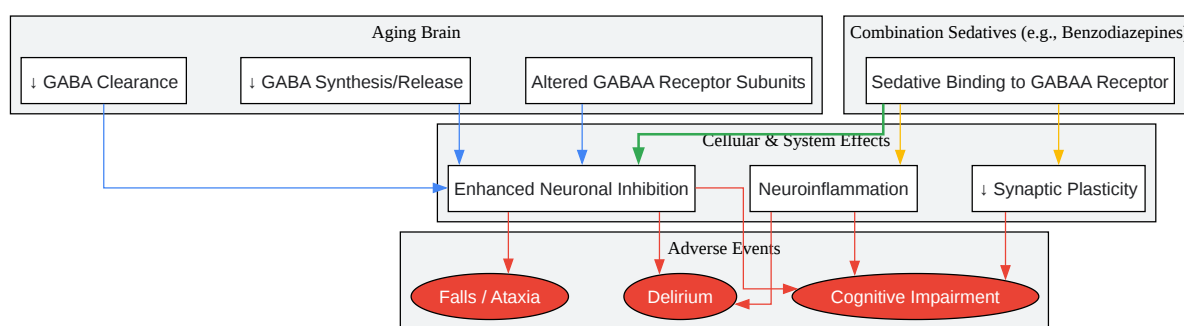 Aging Brain
Combination Sedatives (e.g., Benzodiazepines)
↓ GABA Clearance
↓ GABA Synthesis/Release
Altered GABAA Receptor Subunits
Sedative Binding to GABAA Receptor
Cellular & System Effects
Enhanced Neuronal Inhibition
Neuroinflammation
↓ Synaptic Plasticity
Adverse Events
Falls / Ataxia
Delirium
Cognitive Impairment